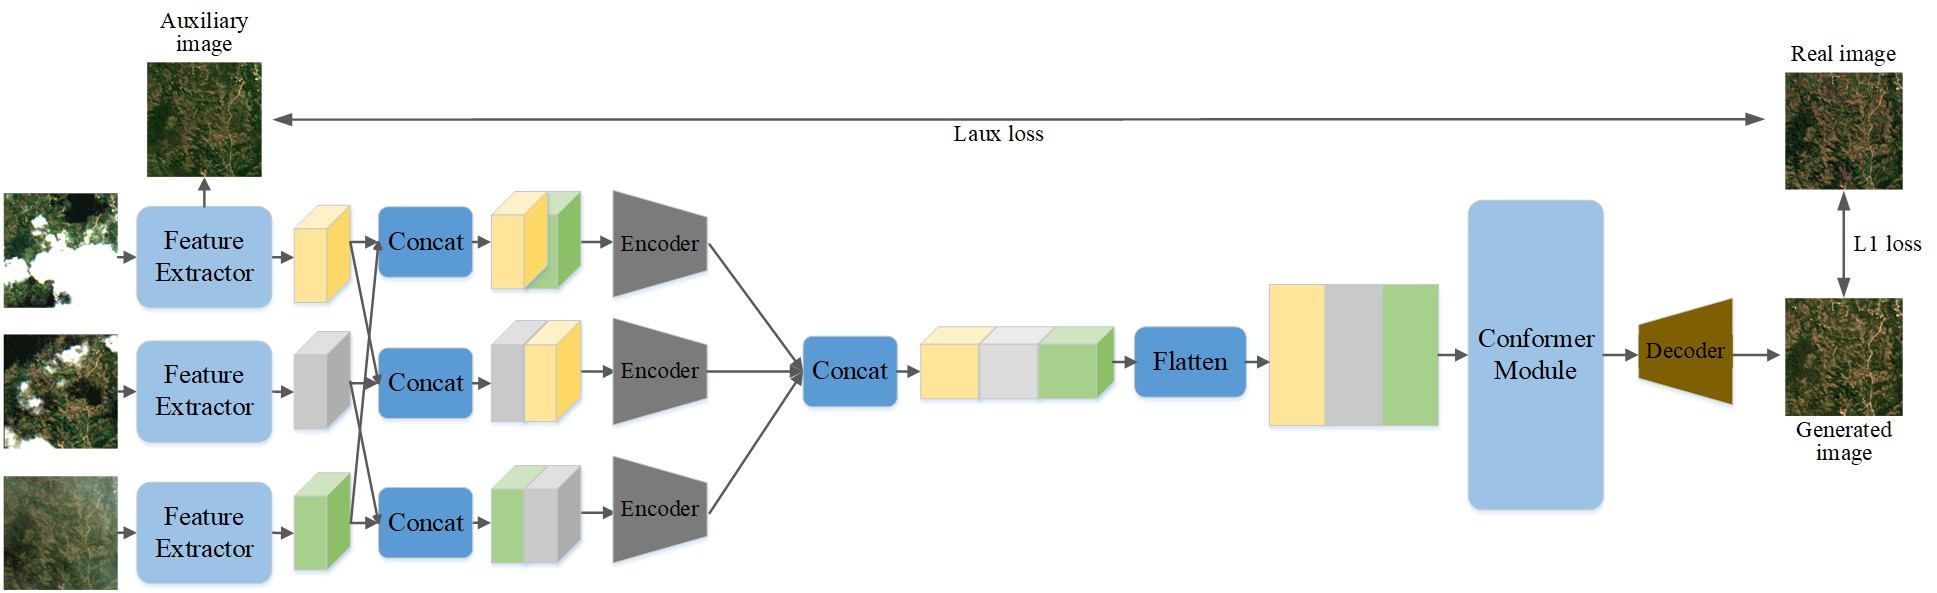 Auxiliary
image
Real image
Laux loss
Feature
Extractor
Concat
Encoder
L1 loss
Feature
Extractor
Concat
Encoder
Concat
Flatten
Conformer
Module
Decoder
Generated
image
Feature
Extractor
Concat
Encoder